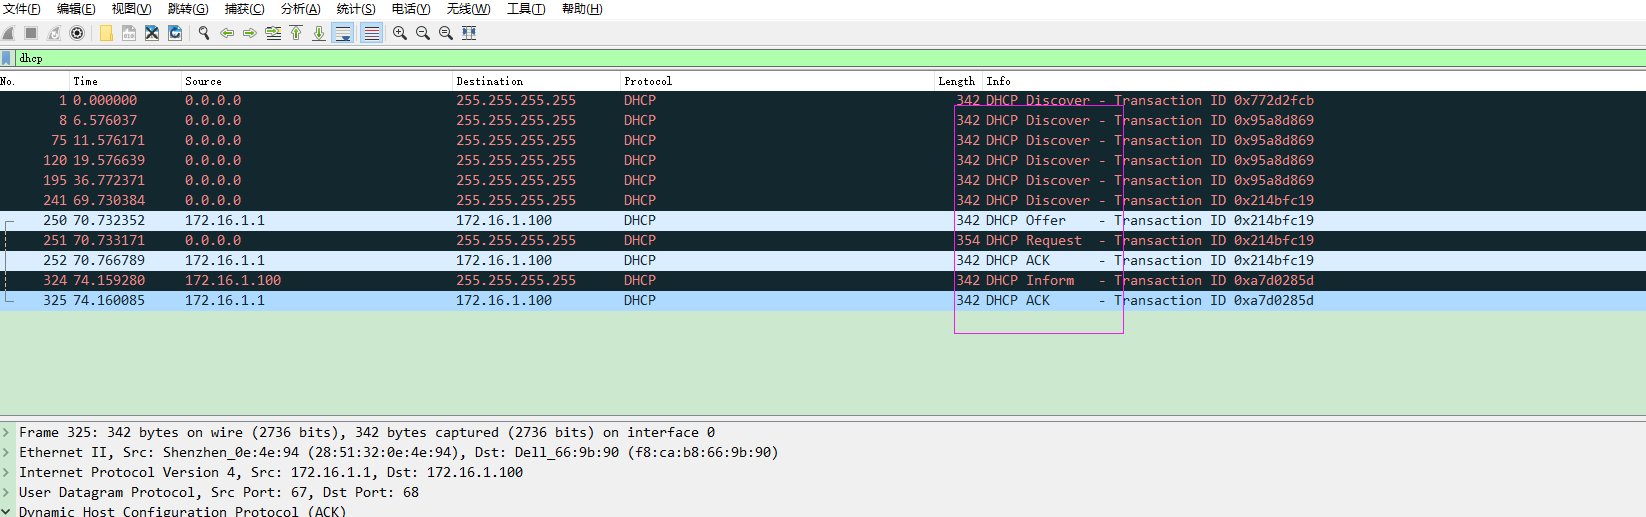 文件(F) 编辑(E) 视图(V) 跳转(G) 捕获(C) 分析(A) 统计(S) 电话(Y) 无线(W) 工具(T) 帮助(H)
dhcp
No. Time Source Destination Protocol Length Info
1 0.000000 0.0.0.0 255.255.255.255 DHCP 342 DHCP Discover - Transaction ID 0x772d2fcb
8 6.576037 0.0.0.0 255.255.255.255 DHCP 342 DHCP Discover - Transaction ID 0x95a8d869
75 11.576171 0.0.0.0 255.255.255.255 DHCP 342 DHCP Discover - Transaction ID 0x95a8d869
120 19.576639 0.0.0.0 255.255.255.255 DHCP 342 DHCP Discover - Transaction ID 0x95a8d869
195 36.772371 0.0.0.0 255.255.255.255 DHCP 342 DHCP Discover - Transaction ID 0x95a8d869
241 69.730384 0.0.0.0 255.255.255.255 DHCP 342 DHCP Discover - Transaction ID 0x214bfc19
250 70.732352 172.16.1.1 172.16.1.100 DHCP 342 DHCP Offer - Transaction ID 0x214bfc19
251 70.733171 0.0.0.0 255.255.255.255 DHCP 354 DHCP Request - Transaction ID 0x214bfc19
252 70.766789 172.16.1.1 172.16.1.100 DHCP 342 DHCP ACK - Transaction ID 0x214bfc19
324 74.159280 172.16.1.100 255.255.255.255 DHCP 342 DHCP Inform - Transaction ID 0xa7d0285d
325 74.160085 172.16.1.1 172.16.1.100 DHCP 342 DHCP ACK - Transaction ID 0xa7d0285d
Frame 325: 342 bytes on wire (2736 bits), 342 bytes captured (2736 bits) on interface 0
Ethernet II, Src: Shenzhen_0e:4e:94 (28:51:32:0e:4e:94), Dst: Dell_66:9b:90 (f8:ca:b8:66:9b:90)
Internet Protocol Version 4, Src: 172.16.1.1, Dst: 172.16.1.100
User Datagram Protocol, Src Port: 67, Dst Port: 68
Dynamic Host Configuration Protocol (ACK)